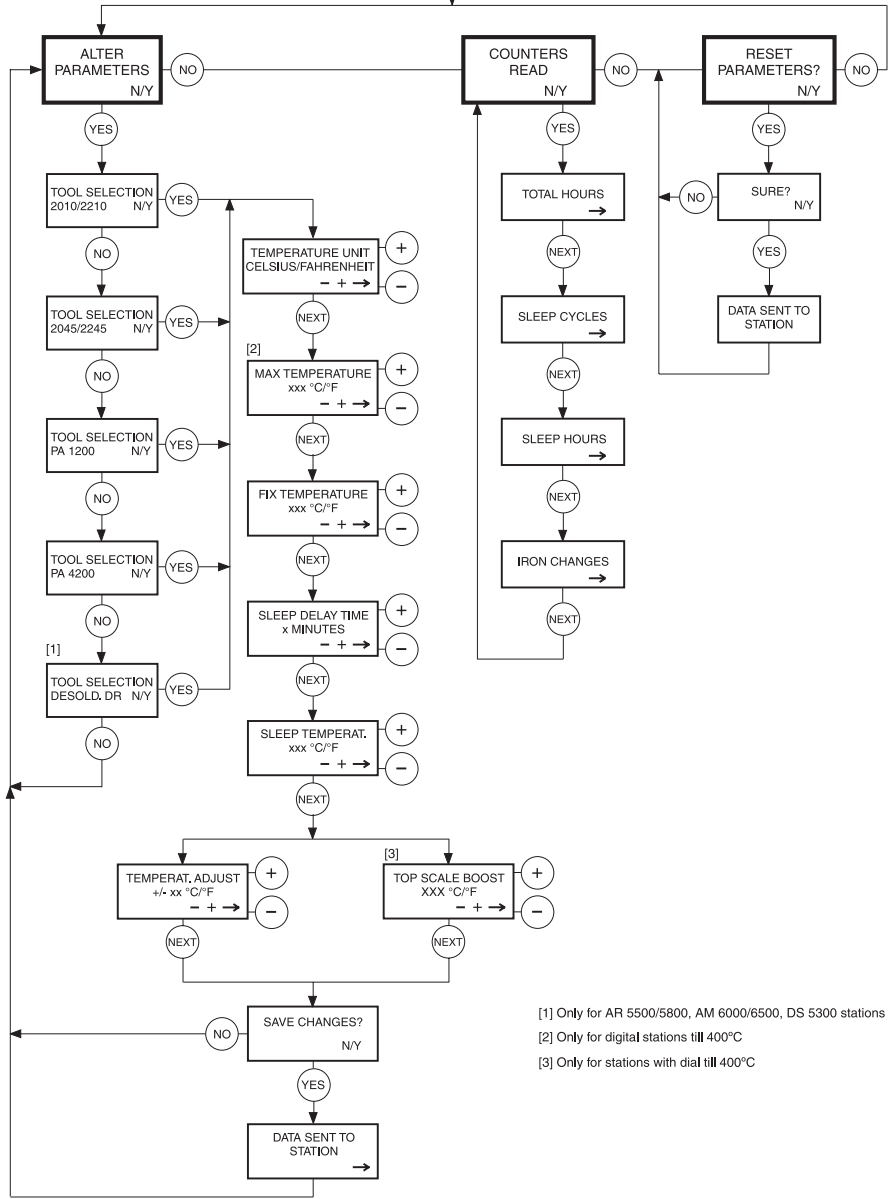 ALTER
PARAMETERS
N/Y
NO
YES
TOOL SELECTION
2010/2210 N/Y
YES
NO
TOOL SELECTION
2045/2245 N/Y
YES
NO
TOOL SELECTION
PA 1200 N/Y
YES
NO
TOOL SELECTION
PA 4200 N/Y
YES
NO
[1]
TOOL SELECTION
DESOLD. DR N/Y
YES
NO
TEMPERATURE UNIT
CELSIUS/FAHRENHEIT
− + →
+
−
NEXT
[2]
MAX TEMPERATURE
xxx °C/°F
− + →
+
−
NEXT
FIX TEMPERATURE
xxx °C/°F
− + →
+
−
NEXT
SLEEP DELAY TIME
x MINUTES
− + →
+
−
NEXT
SLEEP TEMPERAT.
xxx °C/°F
− + →
+
−
NEXT
TEMPERAT. ADJUST
+/- xx °C/°F
− + →
+
−
NEXT
[3]
TOP SCALE BOOST
XXX °C/°F
− + →
+
−
NEXT
SAVE CHANGES?
N/Y
NO
YES
DATA SENT TO
STATION
→
COUNTERS
READ
N/Y
NO
YES
TOTAL HOURS
→
NEXT
SLEEP CYCLES
→
NEXT
SLEEP HOURS
→
NEXT
IRON CHANGES
→
NEXT
RESET
PARAMETERS?
N/Y
NO
YES
SURE?
N/Y
NO
YES
DATA SENT TO
STATION
[1] Only for AR 5500/5800, AM 6000/6500, DS 5300 stations
[2] Only for digital stations till 400ºC
[3] Only for stations with dial till 400ºC